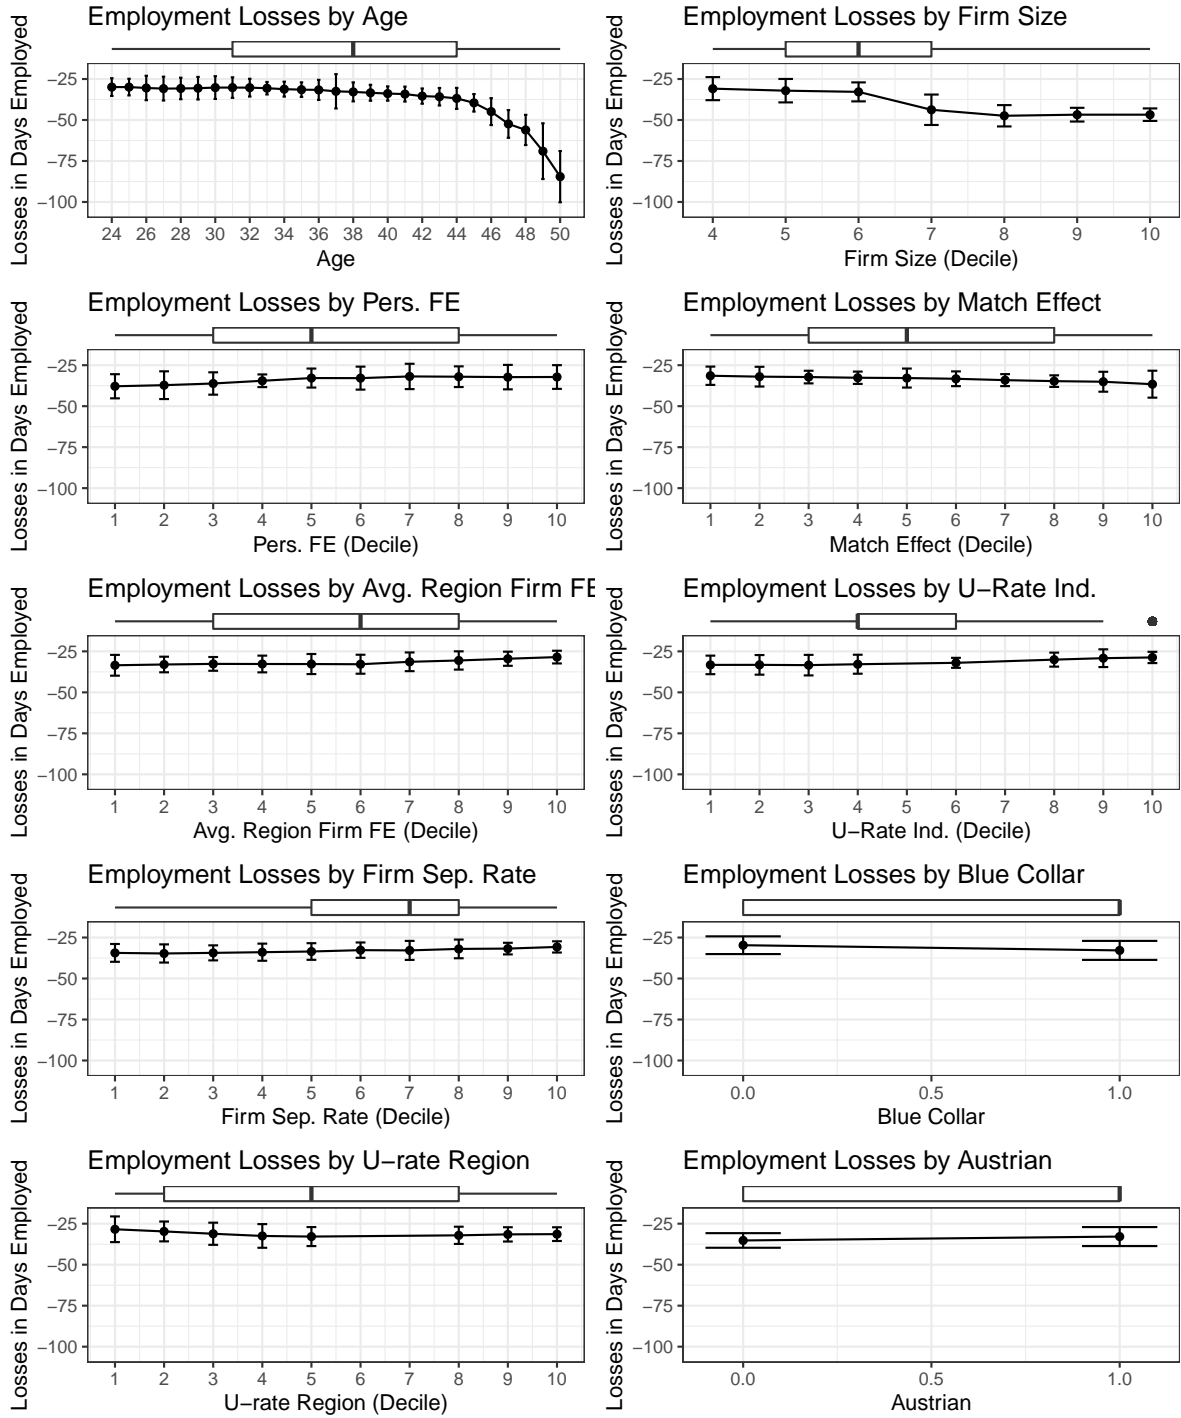 Employment Losses by Age
Losses in Days Employed
−25
−50
−75
−100
24 26 28 30 32 34 36 38 40 42 44 46 48 50
Age
Employment Losses by Firm Size
Losses in Days Employed
−25
−50
−75
−100
4 5 6 7 8 9 10
Firm Size (Decile)
Employment Losses by Pers. FE
Losses in Days Employed
−25
−50
−75
−100
1 2 3 4 5 6 7 8 9 10
Pers. FE (Decile)
Employment Losses by Match Effect
Losses in Days Employed
−25
−50
−75
−100
1 2 3 4 5 6 7 8 9 10
Match Effect (Decile)
Employment Losses by Avg. Region Firm FE
Losses in Days Employed
−25
−50
−75
−100
1 2 3 4 5 6 7 8 9 10
Avg. Region Firm FE (Decile)
Employment Losses by U−Rate Ind.
Losses in Days Employed
−25
−50
−75
−100
1 2 3 4 5 6 7 8 9 10
U−Rate Ind. (Decile)
Employment Losses by Firm Sep. Rate
Losses in Days Employed
−25
−50
−75
−100
1 2 3 4 5 6 7 8 9 10
Firm Sep. Rate (Decile)
Employment Losses by Blue Collar
Losses in Days Employed
−25
−50
−75
−100
0.0 0.5 1.0
Blue Collar
Employment Losses by U−rate Region
Losses in Days Employed
−25
−50
−75
−100
1 2 3 4 5 6 7 8 9 10
U−rate Region (Decile)
Employment Losses by Austrian
Losses in Days Employed
−25
−50
−75
−100
0.0 0.5 1.0
Austrian